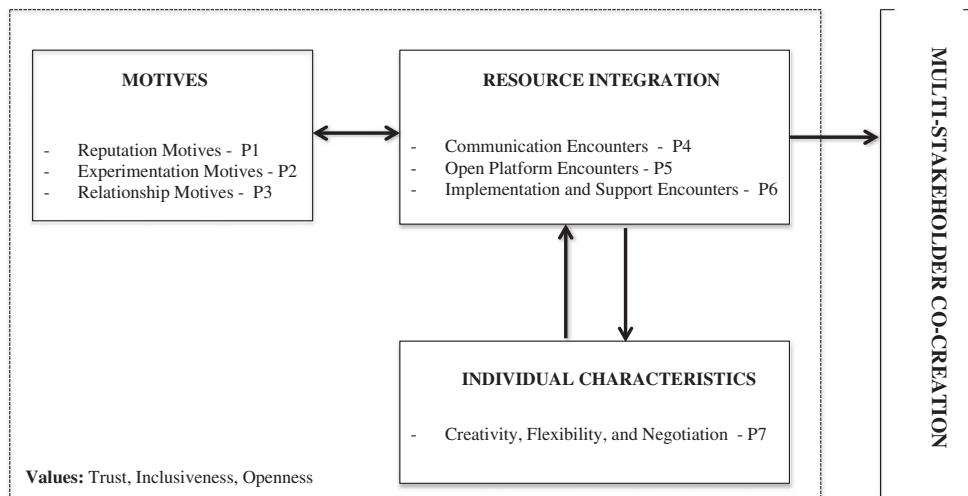 MOTIVES
- Reputation Motives - P1
- Experimentation Motives - P2
- Relationship Motives - P3
RESOURCE INTEGRATION
- Communication Encounters - P4
- Open Platform Encounters - P5
- Implementation and Support Encounters - P6
INDIVIDUAL CHARACTERISTICS
- Creativity, Flexibility, and Negotiation - P7
Values: Trust, Inclusiveness, Openness
MULTI-STAKEHOLDER CO-CREATION